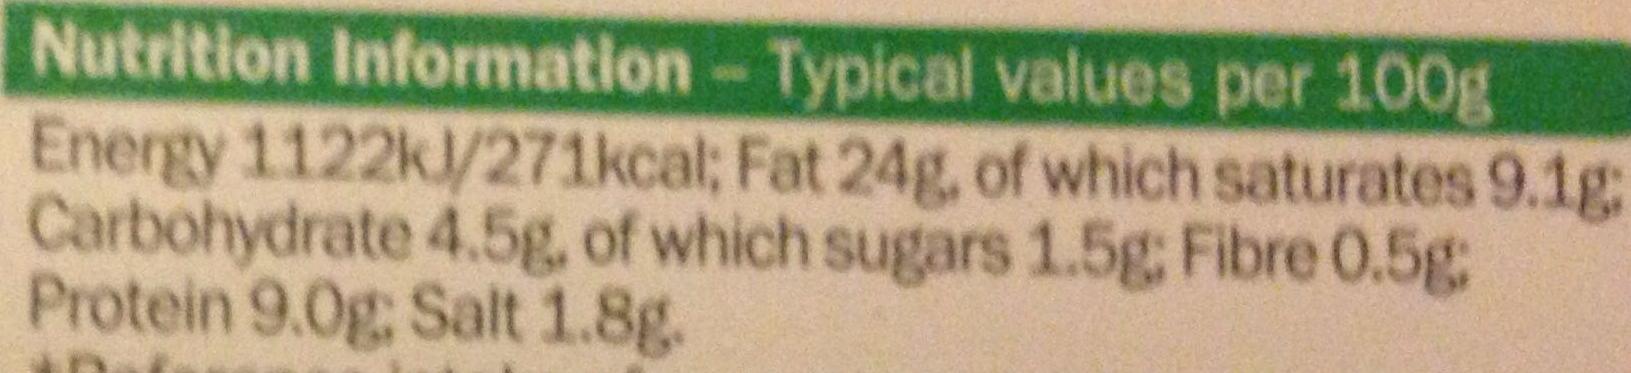 Nutrition Information – Typical values per 100g
Energy 1122kJ/271kcal; Fat 24g, of which saturates 9.1g;
Carbohydrate 4.5g, of which sugars 1.5g; Fibre 0.5g;
Protein 9.0g; Salt 1.8g.